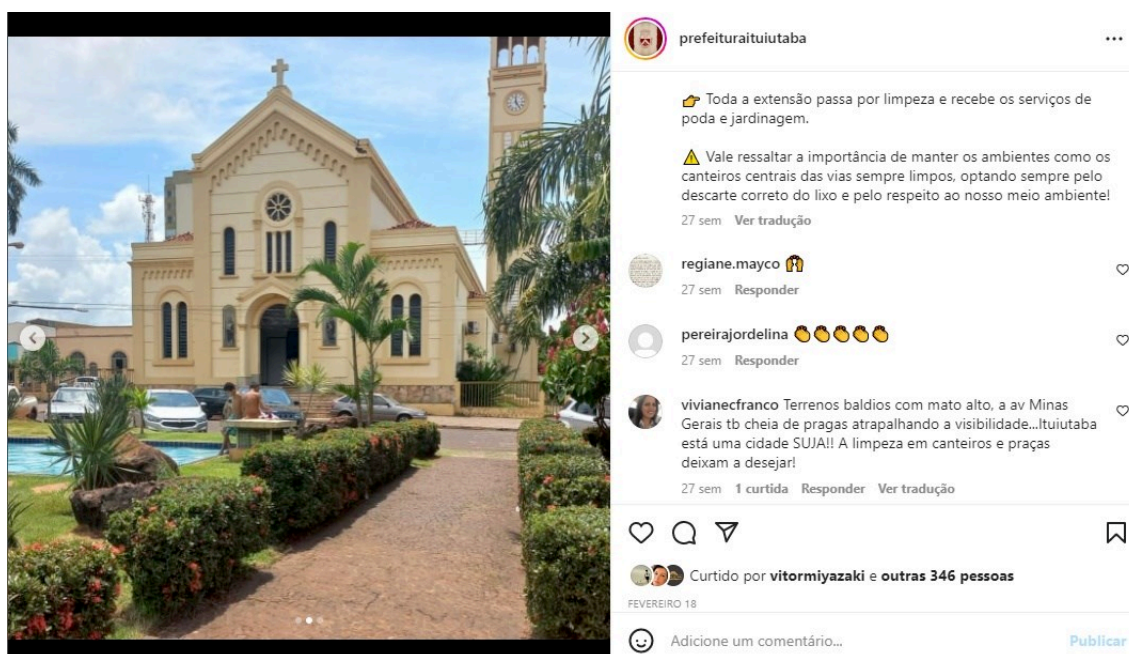 prefeituraituiutaba
👉 Toda a extensão passa por limpeza e recebe os serviços de
poda e jardinagem.
⚠️ Vale ressaltar a importância de manter os ambientes como os
canteiros centrais das vias sempre limpos, optando sempre pelo
descarte correto do lixo e pelo respeito ao nosso meio ambiente!
27 sem Ver tradução
regiane.mayco 🙌
27 sem Responder
pereirajordelina 👏👏👏👏👏
27 sem Responder
vivianecfranco Terrenos baldios com mato alto, a av Minas
Gerais tb cheia de pragas atrapalhando a visibilidade...Ituiutaba
está uma cidade SUJA!! A limpeza em canteiros e praças
deixam a desejar!
27 sem 1 curtida Responder Ver tradução
Curtido por vitormiyazaki e outras 346 pessoas
FEVEREIRO 18
Adicione um comentário...
Publicar